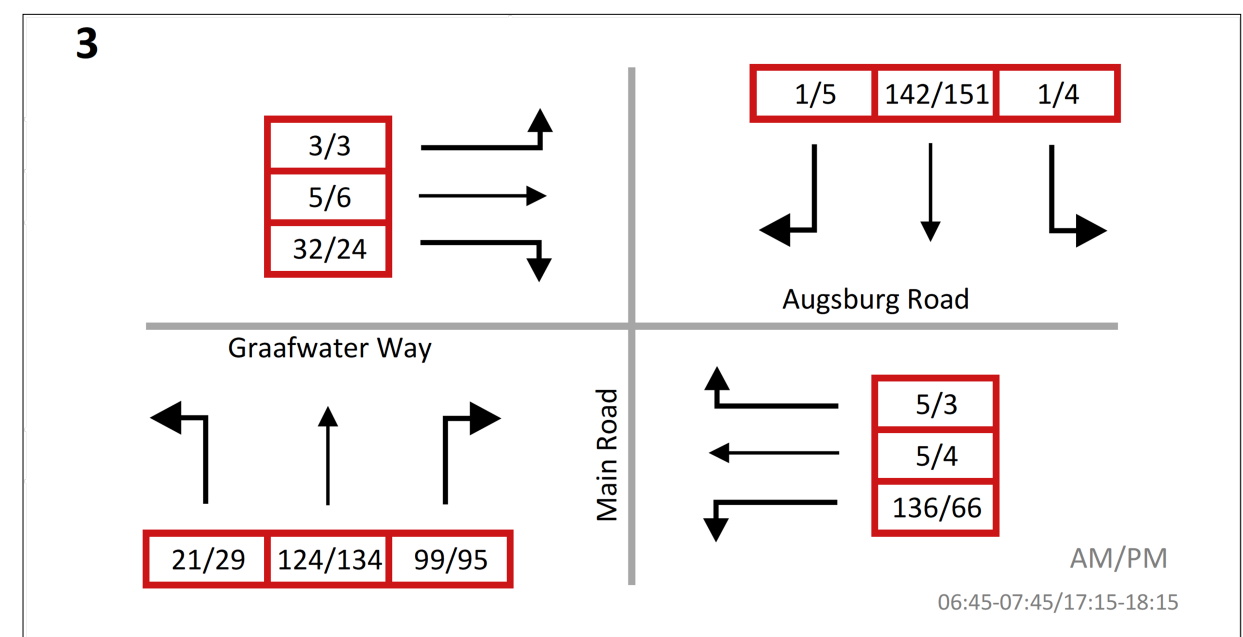 3
1/5 142/151 1/4
3/3
5/6
32/24
Augsburg Road
Graafwater Way
Main Road
5/3
5/4
136/66
21/29 124/134 99/95
AM/PM
06:45-07:45/17:15-18:15